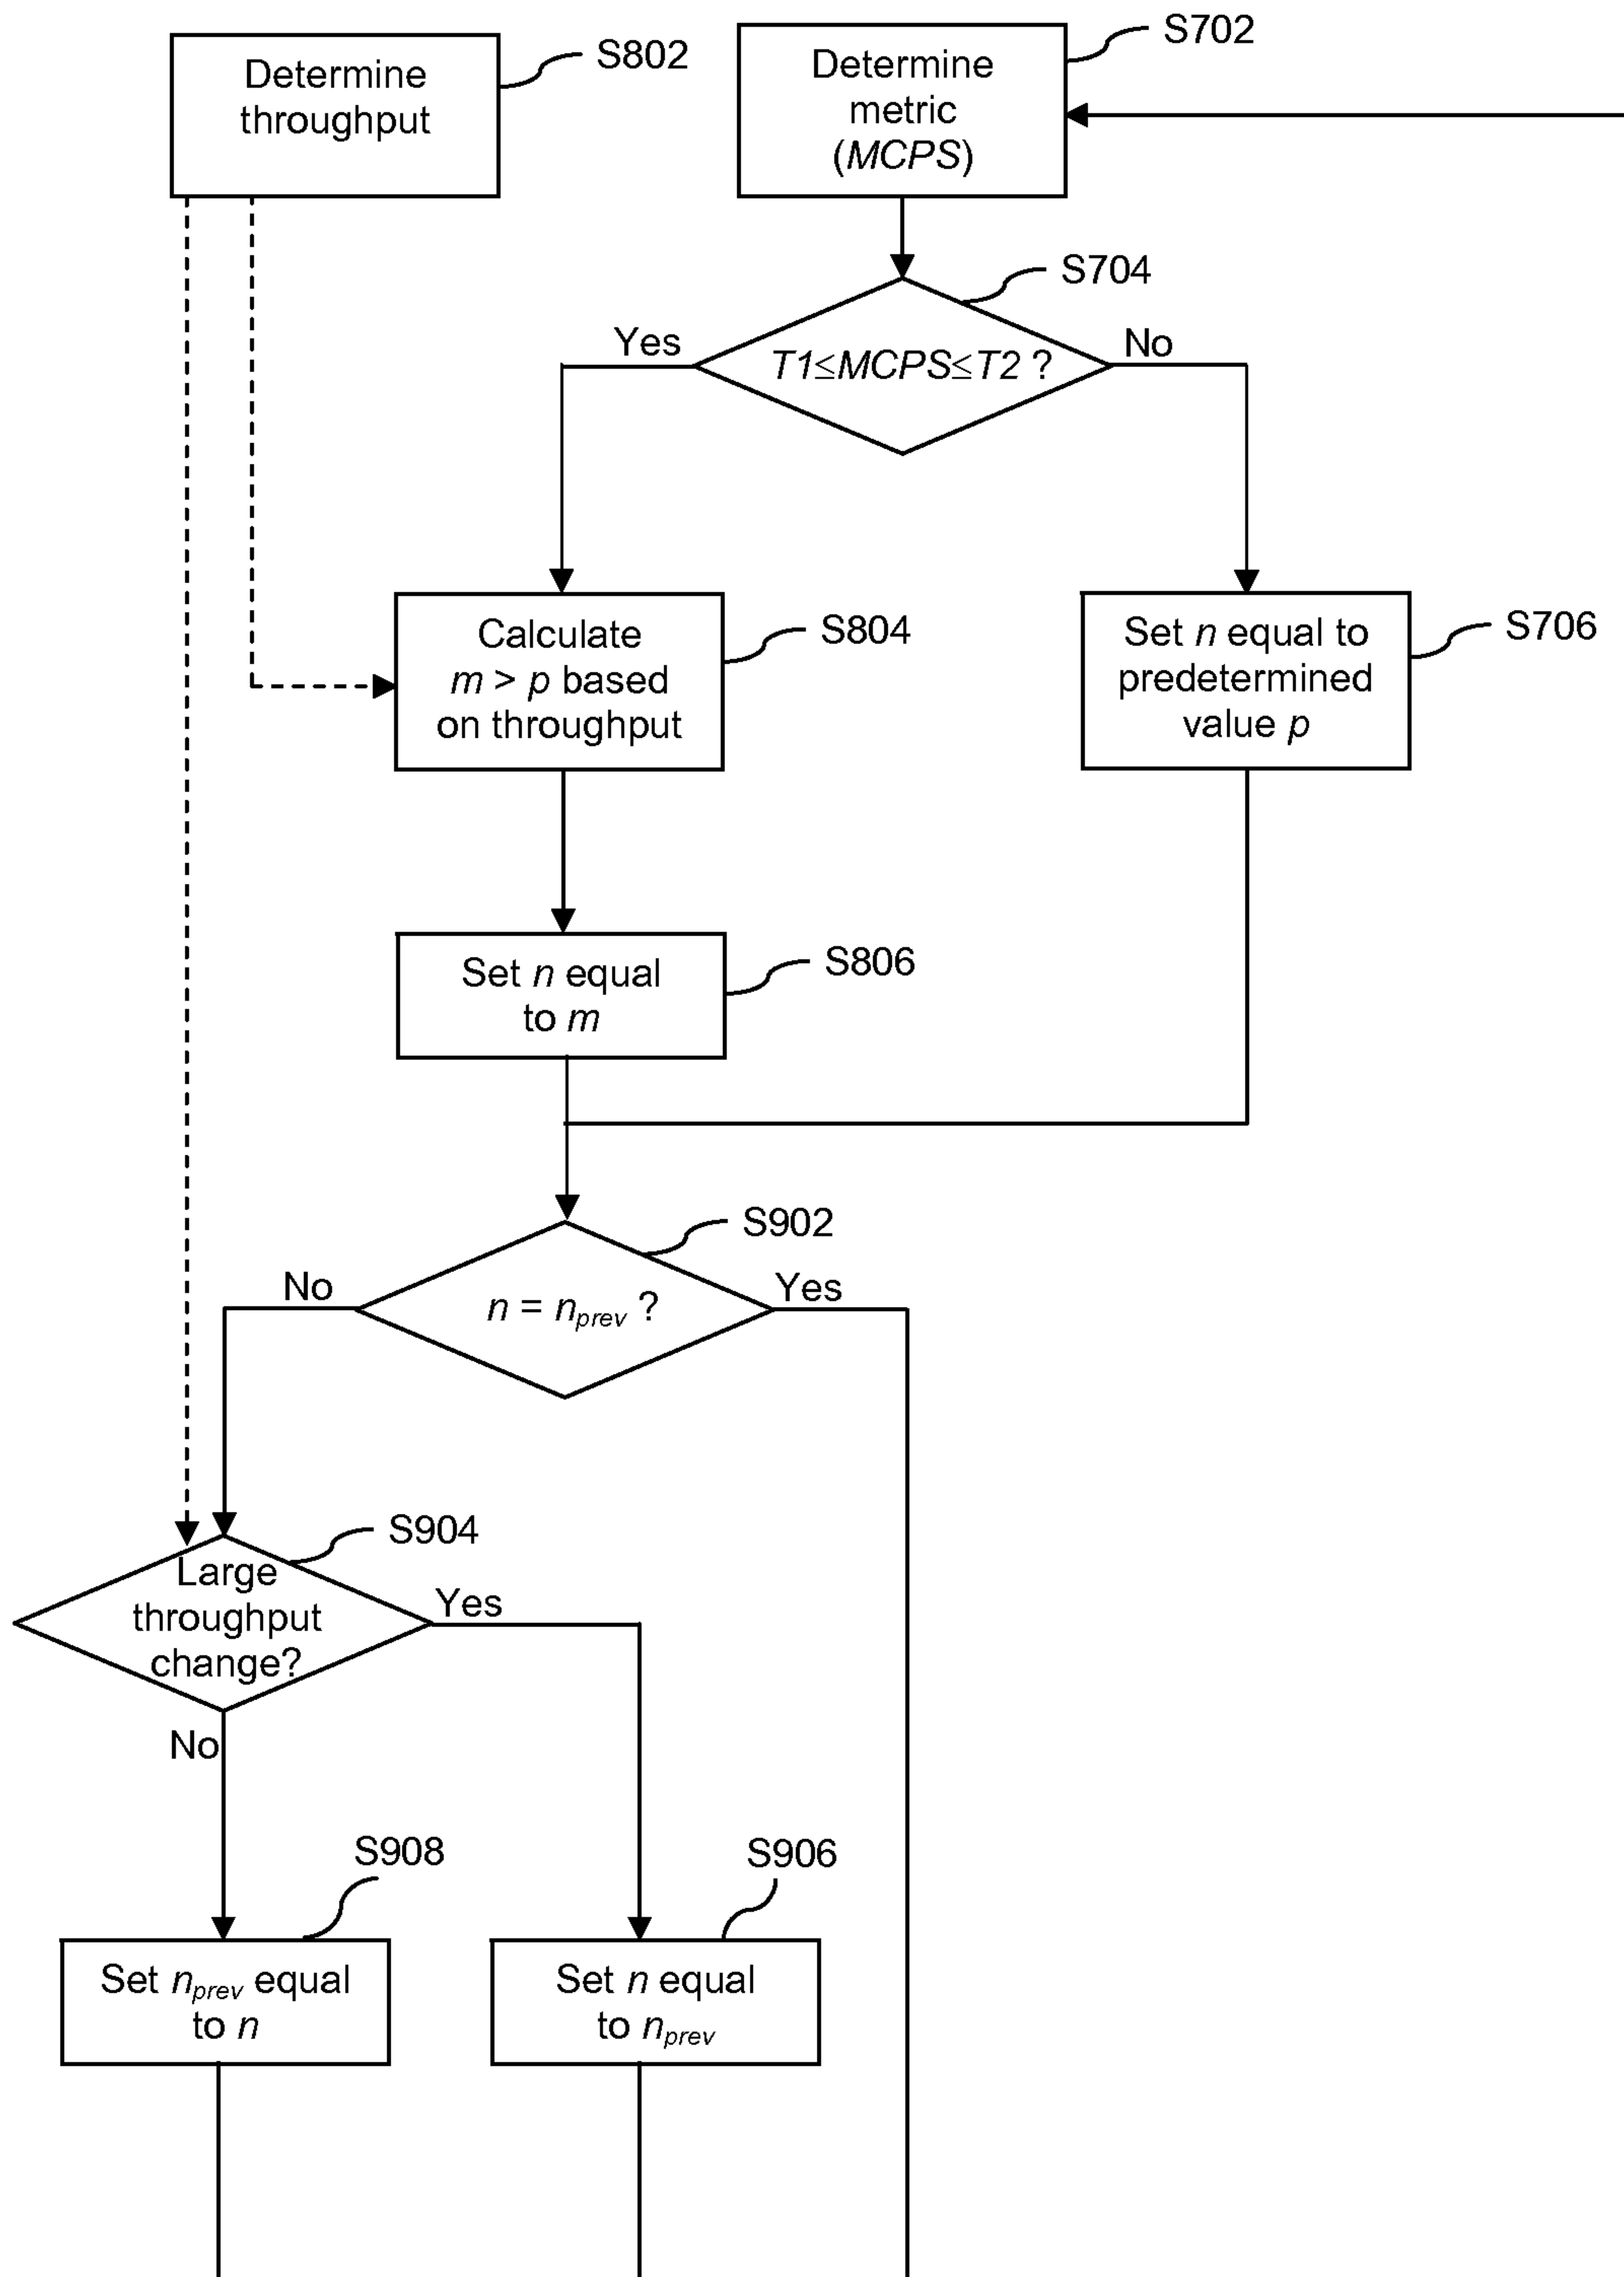 Determine
throughput
S802
Determine
metric
(MCPS)
S702
S704
Yes
T1≤MCPS≤T2 ?
No
Calculate
m > p based
on throughput
S804
Set n equal to
predetermined
value p
S706
Set n equal
to m
S806
S902
No
n = nprev ?
Yes
S904
Large
throughput
change?
Yes
No
S908
S906
Set nprev equal
to n
Set n equal
to nprev